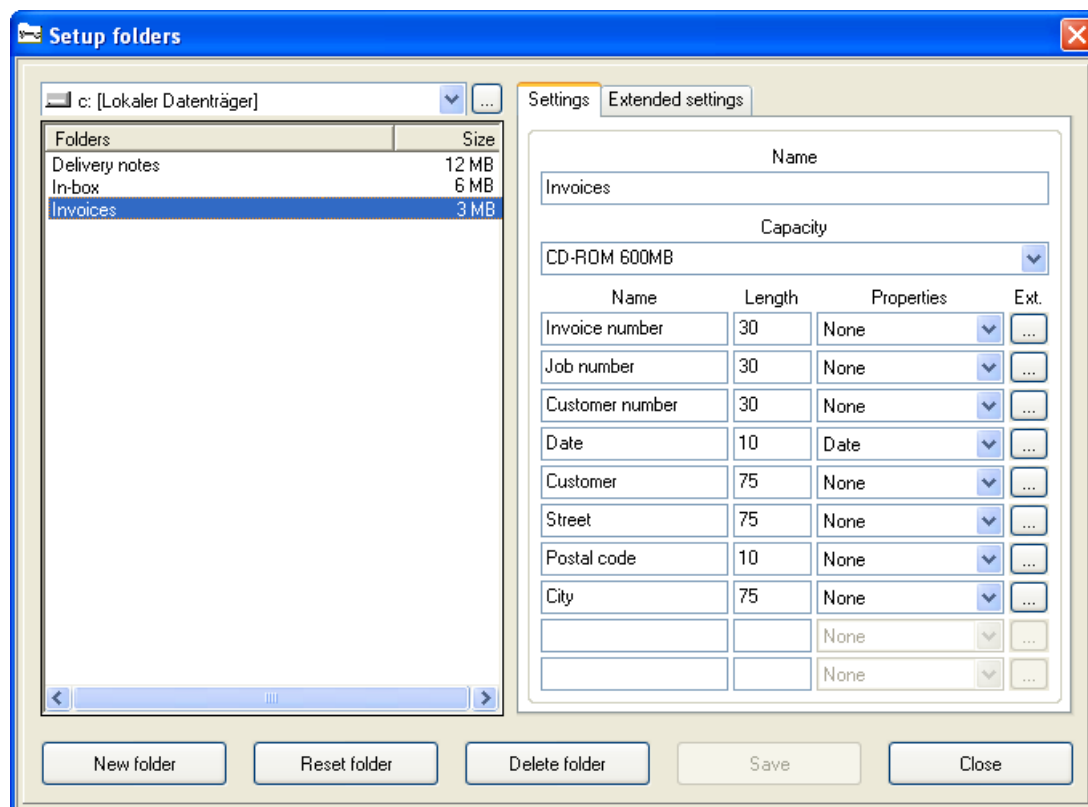 Setup folders
c: [Lokaler Datenträger]
...
Folders Size
Delivery notes 12 MB
In-box 6 MB
Invoices 3 MB
Settings Extended settings
Name
Invoices
Capacity
CD-ROM 600MB
Name Length Properties Ext.
Invoice number 30 None ...
Job number 30 None ...
Customer number 30 None ...
Date 10 Date ...
Customer 75 None ...
Street 75 None ...
Postal code 10 None ...
City 75 None ...
None ...
None ...
New folder Reset folder Delete folder Save Close